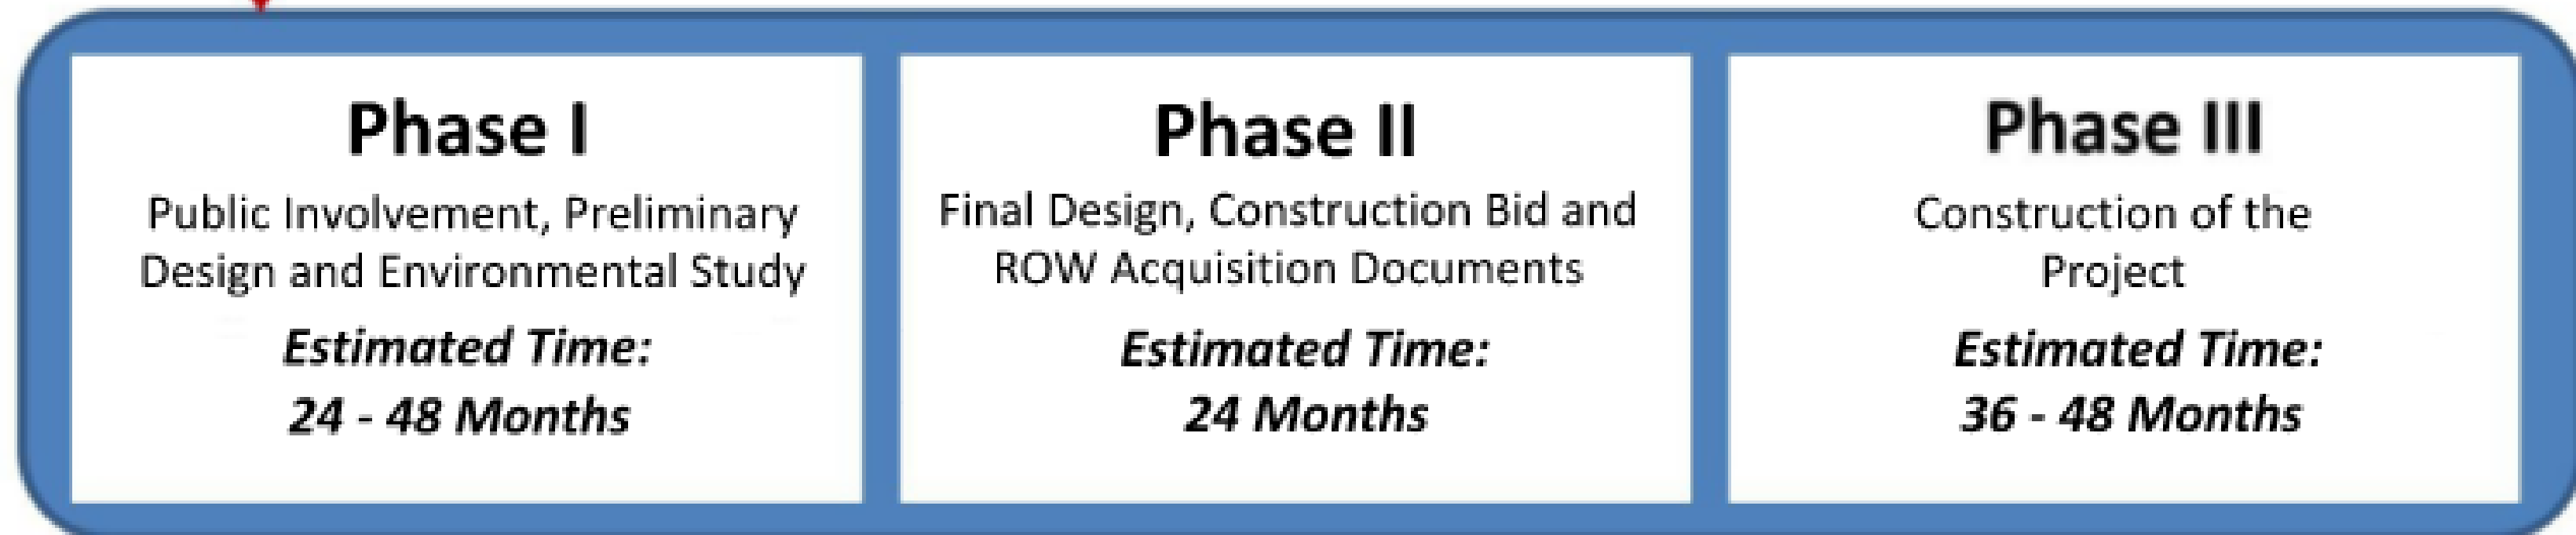 Phase I
Public Involvement, Preliminary
Design and Environmental Study
Estimated Time:
24 - 48 Months
Phase II
Final Design, Construction Bid and
ROW Acquisition Documents
Estimated Time:
24 Months
Phase III
Construction of the
Project
Estimated Time:
36 - 48 Months